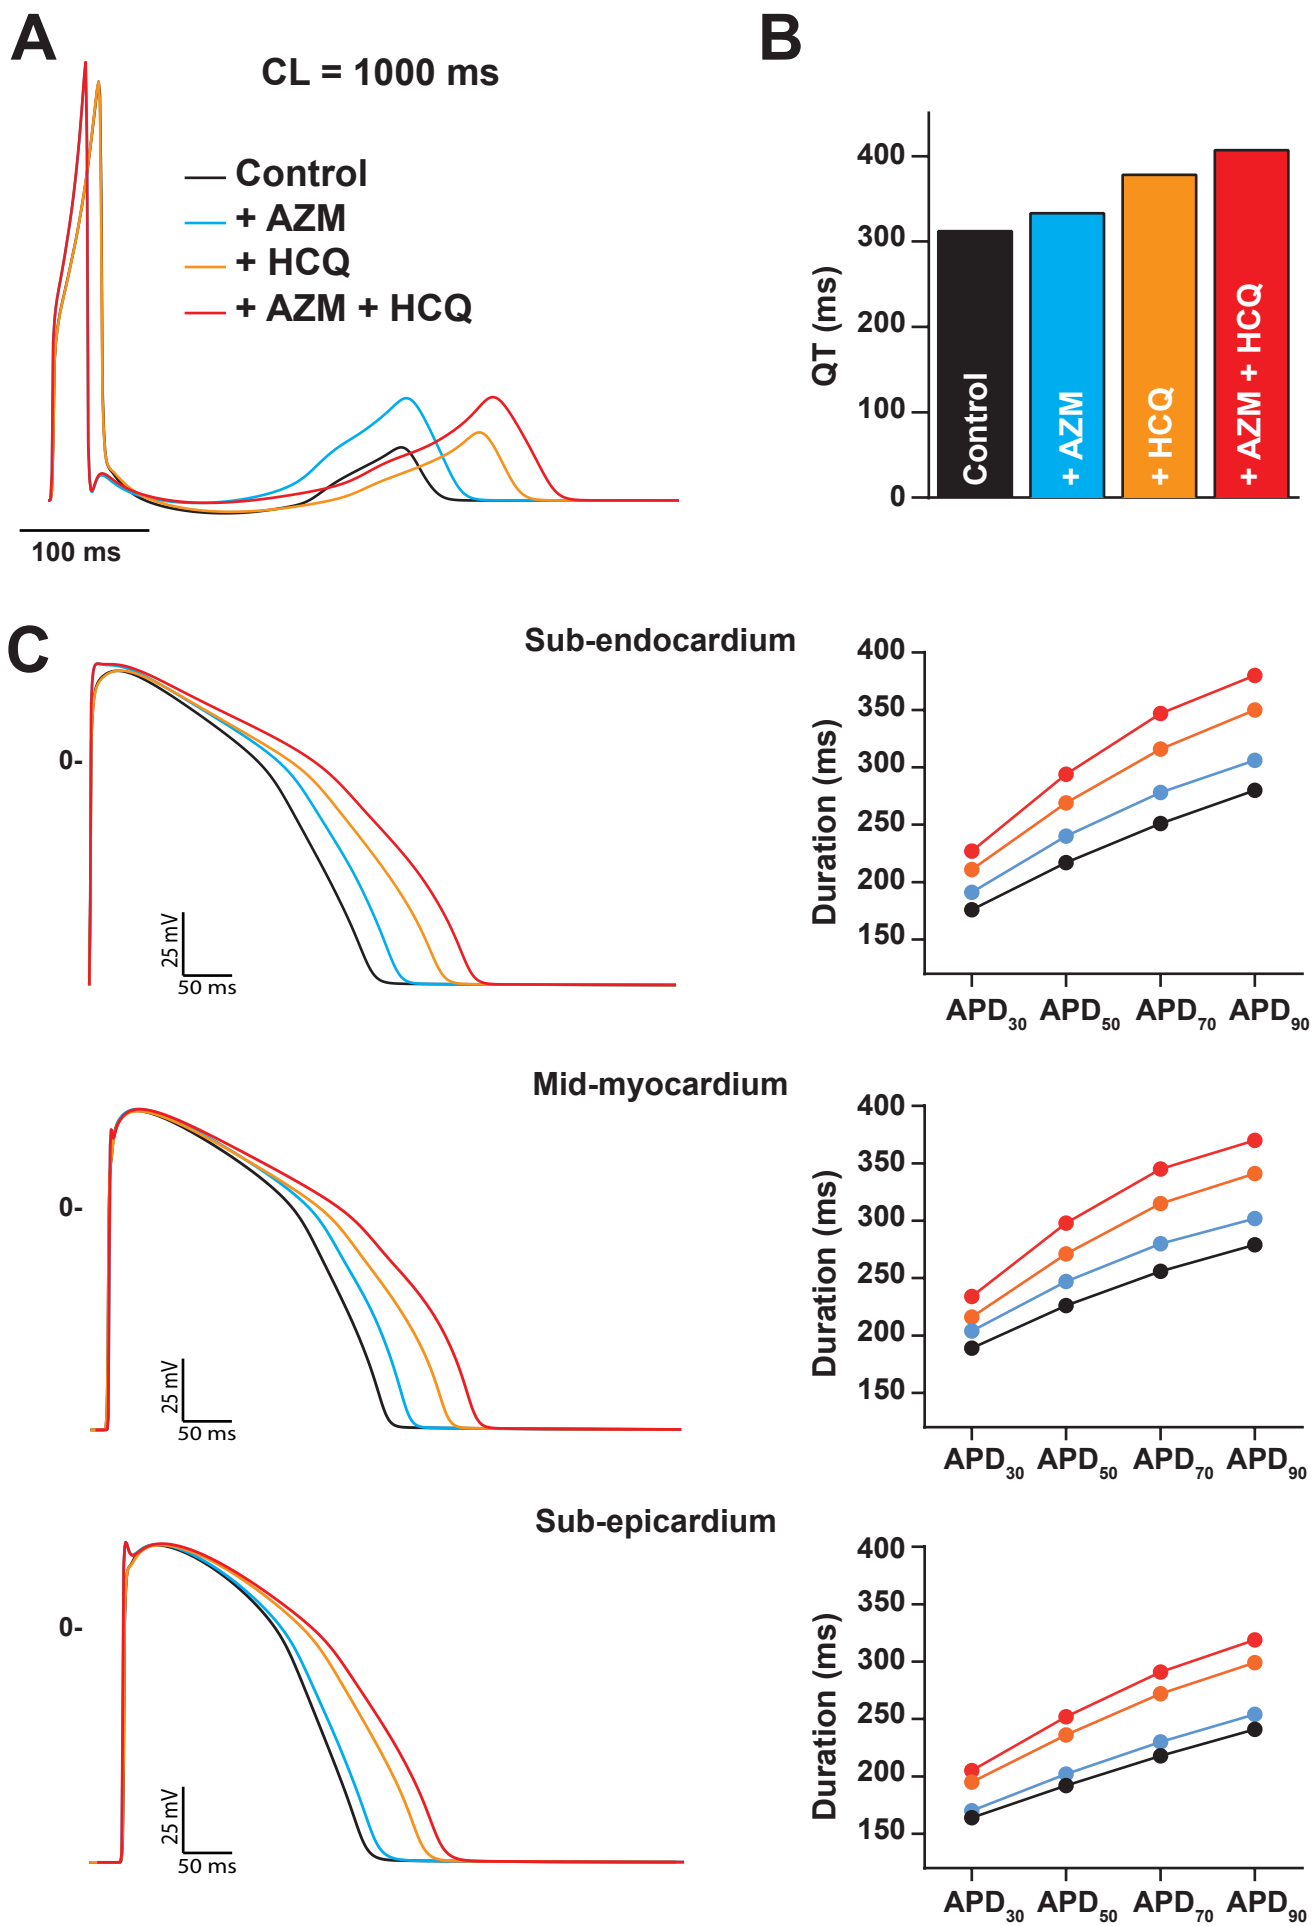 A
CL = 1000 ms
Control
+ AZM
+ HCQ
+ AZM + HCQ
100 ms
B
QT (ms)
400
300
200
100
0
Control
+ AZM
+ HCQ
+ AZM + HCQ
C
Sub-endocardium
0-
25 mV
50 ms
Duration (ms)
400
350
300
250
200
150
APD30 APD50 APD70 APD90
Mid-myocardium
0-
25 mV
50 ms
Duration (ms)
400
350
300
250
200
150
APD30 APD50 APD70 APD90
Sub-epicardium
0-
25 mV
50 ms
Duration (ms)
400
350
300
250
200
150
APD30 APD50 APD70 APD90